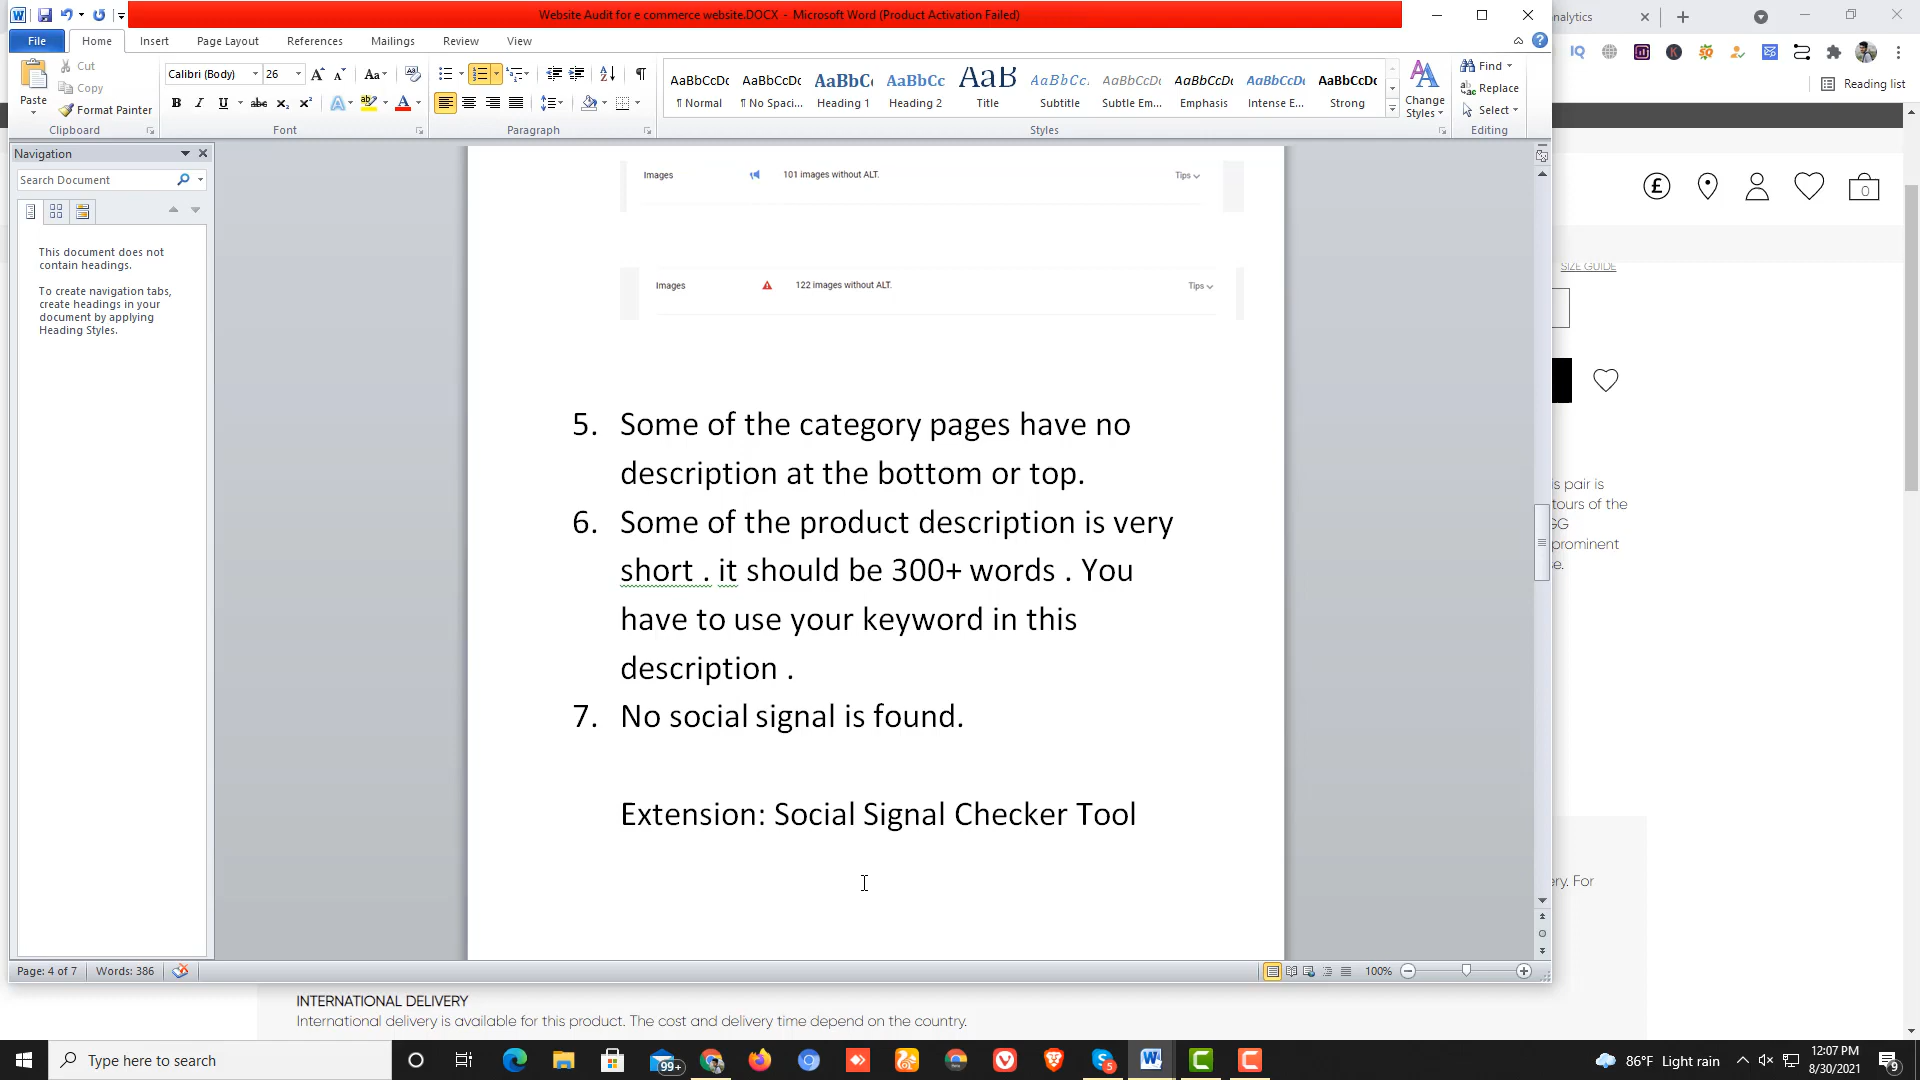 Website Audit for e commerce website.DOCX - Microsoft Word (Product Activation Failed)
nalytics
File
Home
Insert
Page Layout
References
Mailings
Review
View
Reading list
Paste
Cut
Copy
Format Painter
Clipboard
Calibri (Body)
26
Font
Paragraph
AaBbCcDc
¶ Normal
AaBbCcDc
¶ No Spaci...
AaBbC
Heading 1
AaBbCc
Heading 2
AaB
Title
AaBbCc.
Subtitle
AaBbCcDc
Subtle Em...
AaBbCcDc
Emphasis
AaBbCcDc
Intense E...
AaBbCcDc
Strong
Change
Styles
Styles
Find
Replace
Select
Editing
Navigation
Search Document
This document does not
contain headings.
To create navigation tabs,
create headings in your
document by applying
Heading Styles.
Images
101 images without ALT.
Tips
Images
122 images without ALT.
Tips
5. Some of the category pages have no
description at the bottom or top.
6. Some of the product description is very
short . it should be 300+ words . You
have to use your keyword in this
description .
7. No social signal is found.
Extension: Social Signal Checker Tool
0
SIZE GUIDE
is pair is
tours of the
GG
prominent
e.
ery. For
Page: 4 of 7
Words: 386
100%
INTERNATIONAL DELIVERY
International delivery is available for this product. The cost and delivery time depend on the country.
Type here to search
99+
5
86°F Light rain
12:07 PM
8/30/2021
9